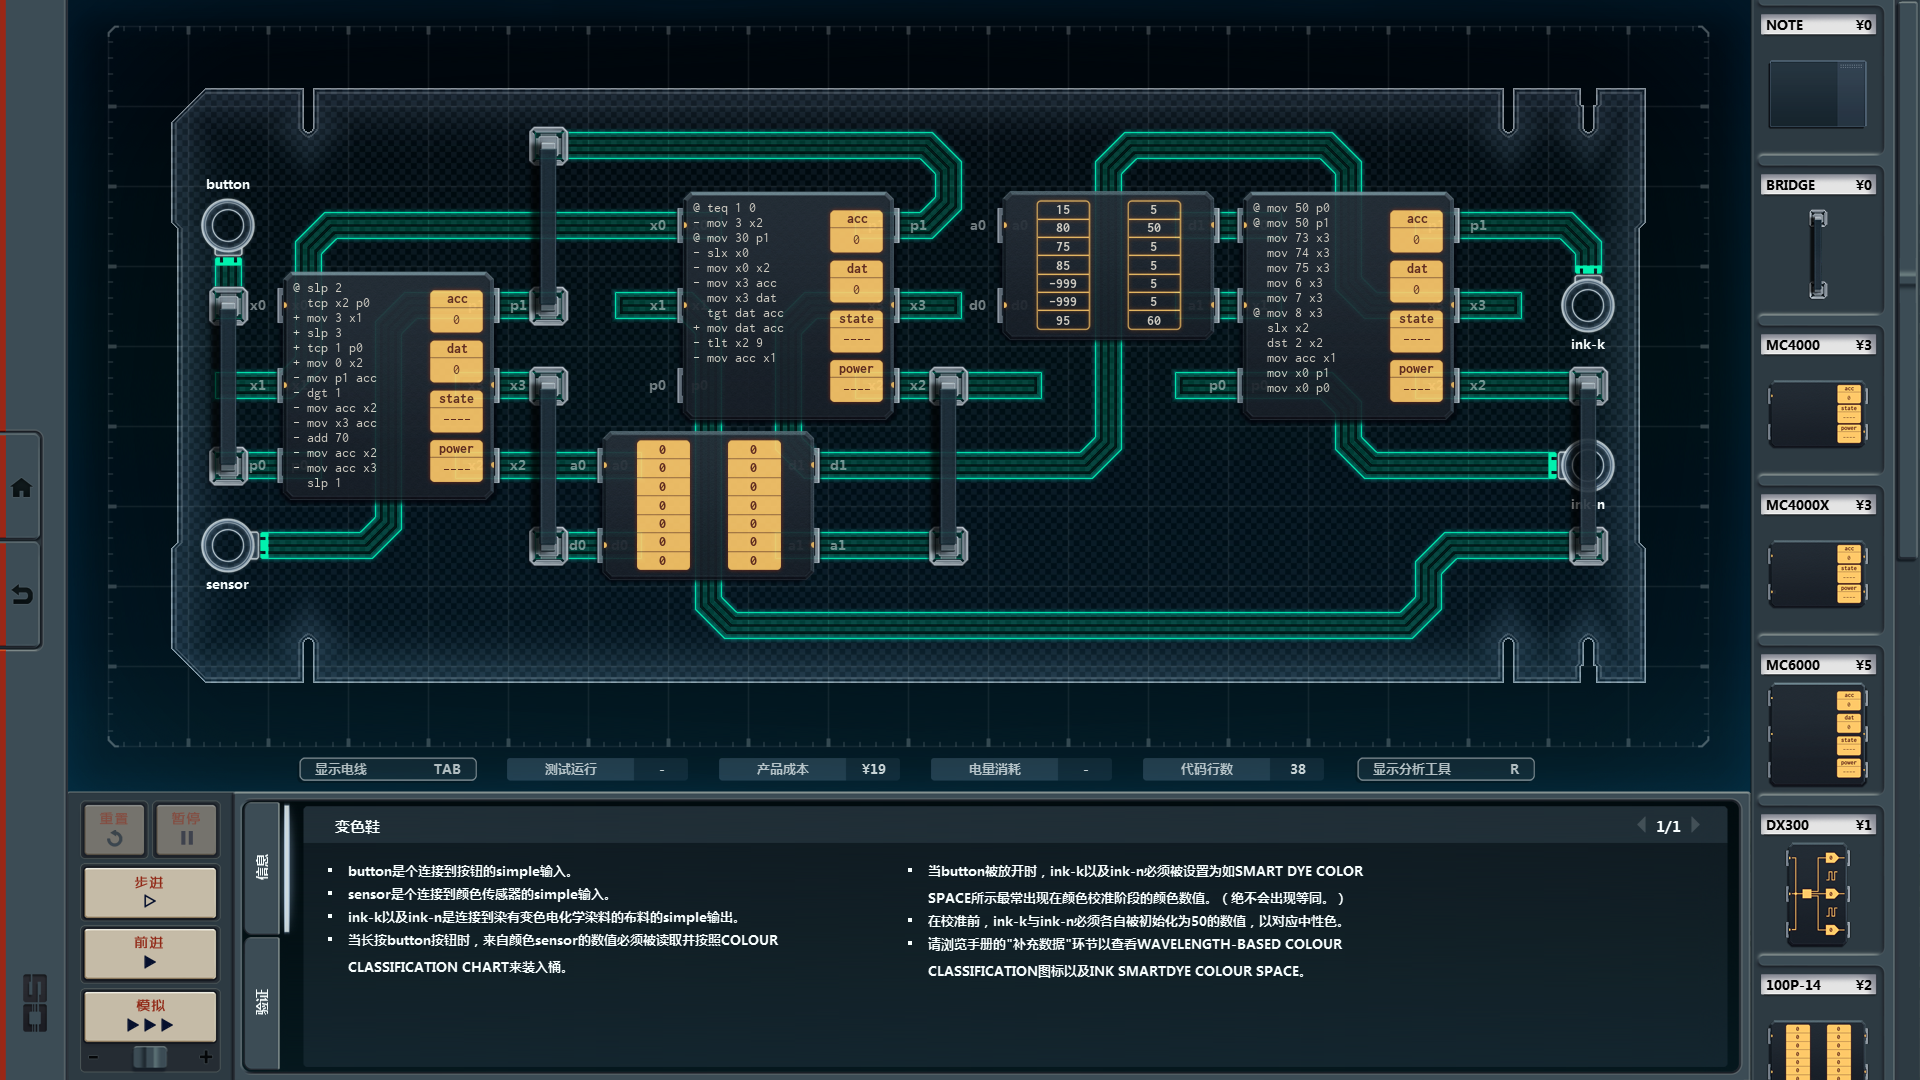 button
sensor
ink-k
ink-n
x0
x1
p0
p1
x3
x2
@ slp 2
tcp x2 p0
+ mov 3 x1
+ slp 3
+ tcp 1 p0
+ mov 0 x2
- mov p1 acc
- dgt 1
- mov acc x2
- mov x3 acc
- add 70
- mov acc x2
- mov acc x3
slp 1
acc
0
dat
0
state
----
power
----
x0
x1
p0
p1
x3
x2
@ teq 1 0
- mov 3 x2
@ mov 30 p1
- slx x0
- mov x0 x2
- mov x3 acc
mov x3 dat
tgt dat acc
+ mov dat acc
- tlt x2 9
- mov acc x1
acc
0
dat
0
state
----
power
----
a0
d0
d1
a1
0 0
0 0
0 0
0 0
0 0
0 0
0 0
a0
d0
15 5
80 50
75 5
85 5
-999 5
-999 5
95 60
p0
p1
x3
x2
@ mov 50 p0
@ mov 50 p1
mov 73 x3
mov 74 x3
mov 75 x3
mov 6 x3
mov 7 x3
@ mov 8 x3
slx x2
dst 2 x2
mov acc x1
mov x0 p1
mov x0 p0
acc
0
dat
0
state
----
power
----
显示电线 TAB
测试运行 -
产品成本 ¥19
电量消耗 -
代码行数 38
显示分析工具 R
重置
暂停
步进
前进
模拟
- +
信息
验证
变色鞋
1/1
▪ button是个连接到按钮的simple输入。
▪ sensor是个连接到颜色传感器的simple输入。
▪ ink-k以及ink-n是连接到染有变色电化学染料的布料的simple输出。
▪ 当长按button按钮时，来自颜色sensor的数值必须被读取并按照COLOUR
CLASSIFICATION CHART来装入桶。
▪ 当button被放开时，ink-k以及ink-n必须被设置为如SMART DYE COLOR
SPACE所示最常出现在颜色校准阶段的颜色数值。（绝不会出现等同。）
▪ 在校准前，ink-k与ink-n必须各自被初始化为50的数值，以对应中性色。
▪ 请浏览手册的"补充数据"环节以查看WAVELENGTH-BASED COLOUR
CLASSIFICATION图标以及INK SMARTDYE COLOUR SPACE。
NOTE ¥0
BRIDGE ¥0
MC4000 ¥3
acc
0
state
----
power
----
MC4000X ¥3
acc
0
state
----
power
----
MC6000 ¥5
acc
0
dat
0
state
----
power
----
DX300 ¥1
100P-14 ¥2